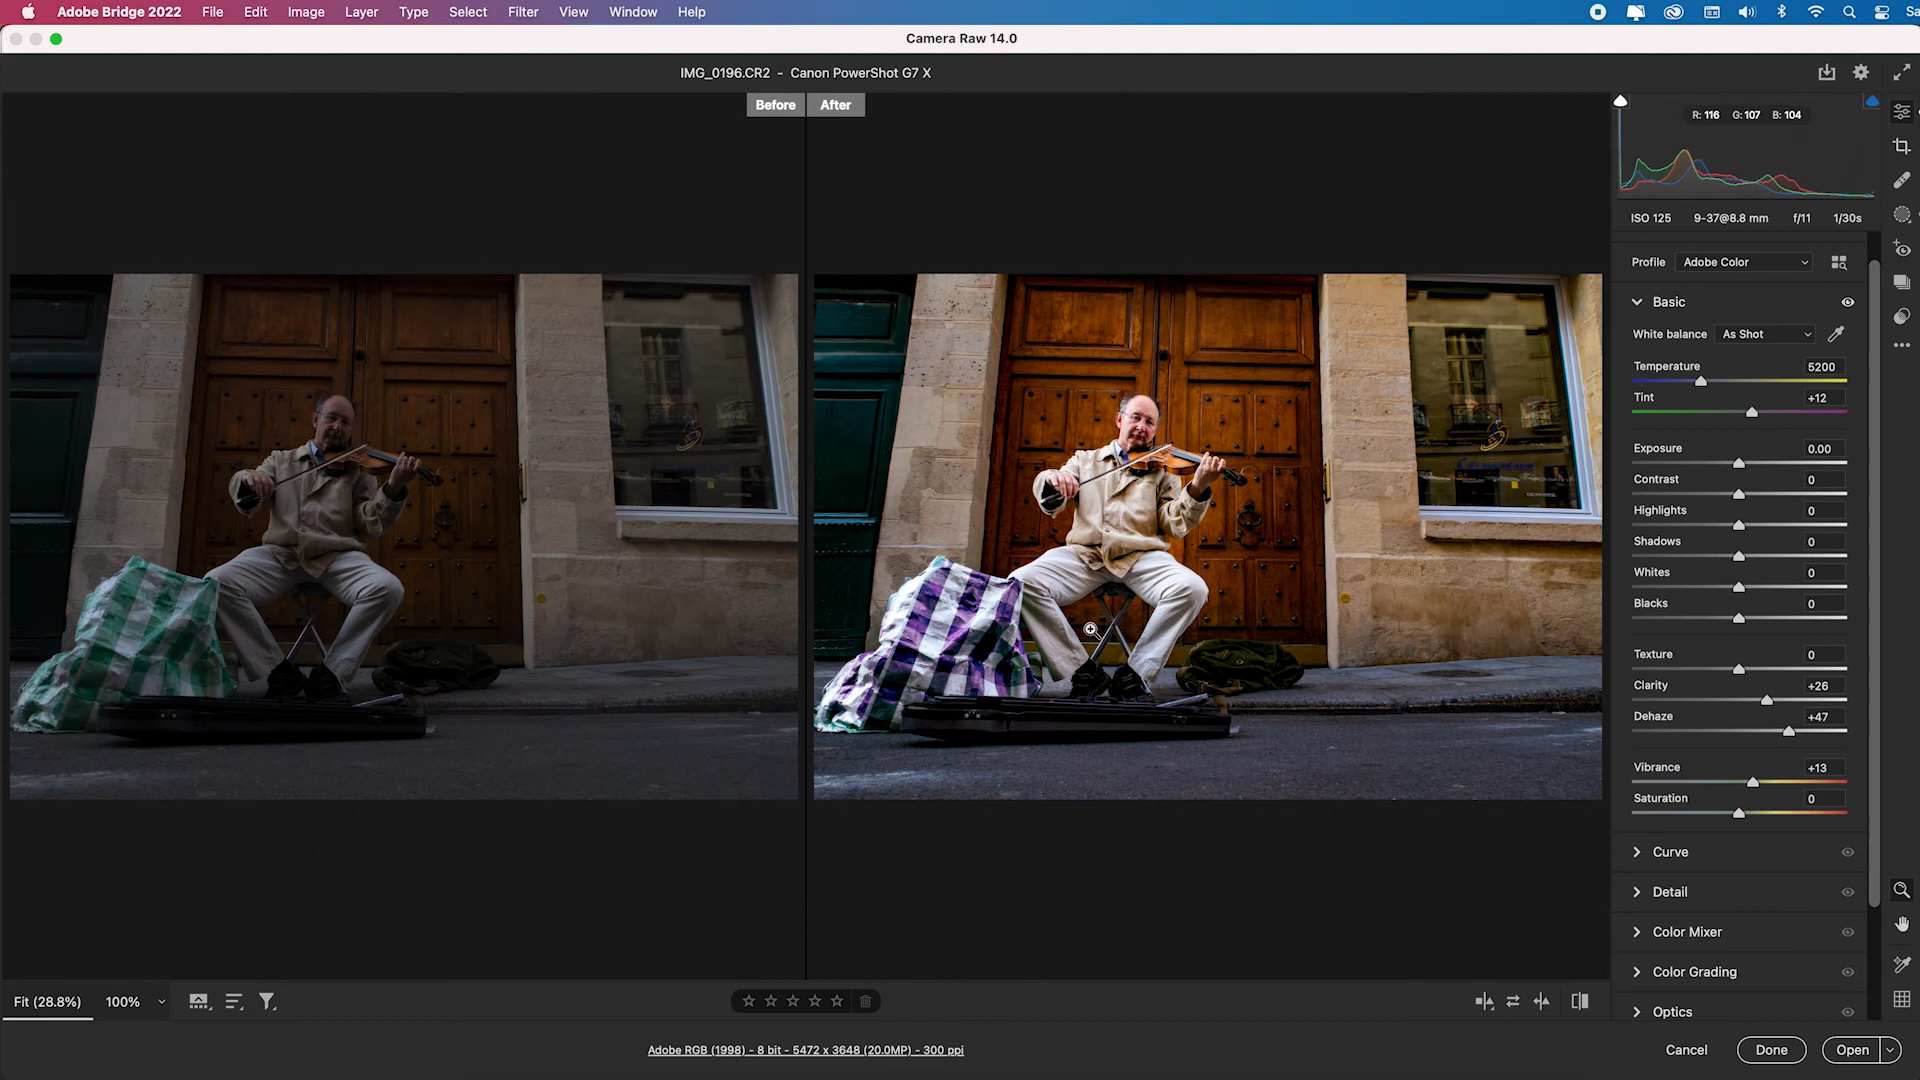 Adobe Bridge 2022 File Edit Image Layer Type Select Filter View Window Help
Camera Raw 14.0
IMG_0196.CR2 - Canon PowerShot G7 X
Before After
R: 116 G: 107 B: 104
ISO 125 9-37@8.8 mm f/11 1/30s
Profile Adobe Color
Basic
White balance As Shot
Temperature 5200
Tint +12
Exposure 0.00
Contrast 0
Highlights 0
Shadows 0
Whites 0
Blacks 0
Texture 0
Clarity +26
Dehaze +47
Vibrance +13
Saturation 0
Curve
Detail
Color Mixer
Color Grading
Optics
Fit (28.8%) 100%
Adobe RGB (1998) - 8 bit - 5472 x 3648 (20.0MP) - 300 ppi
Cancel Done Open